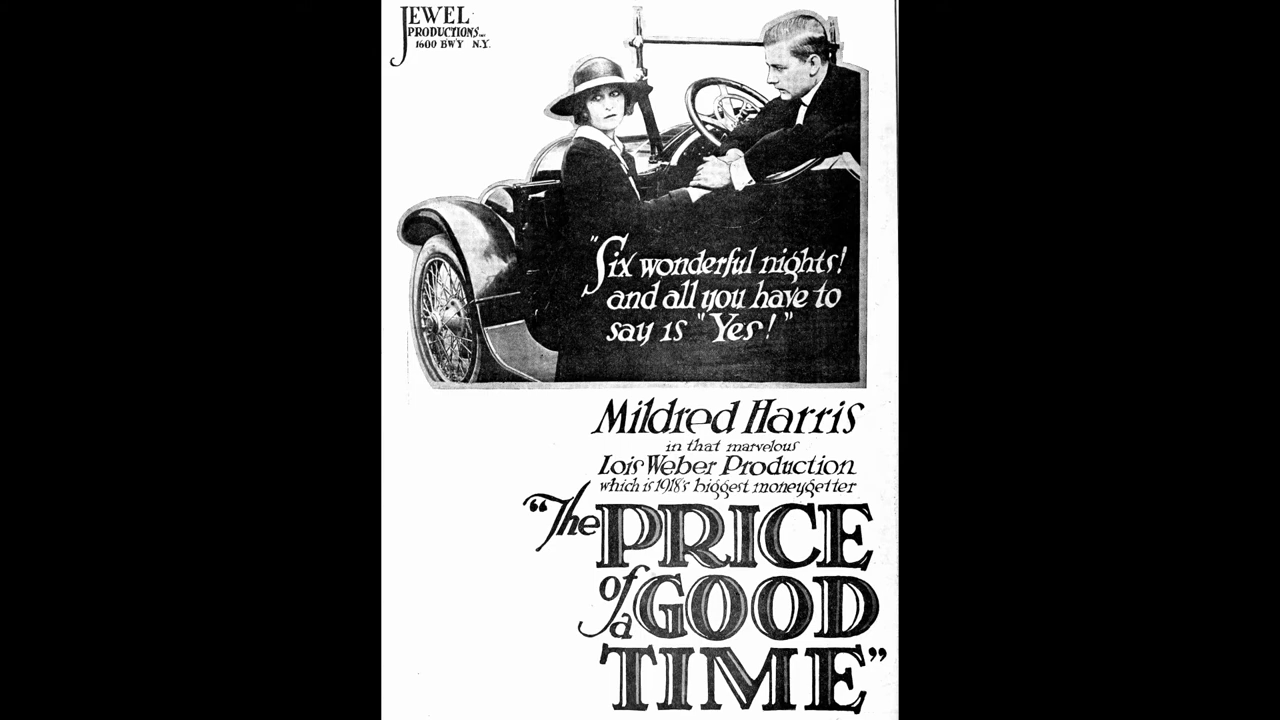 JEWEL
PRODUCTIONS INC.
1600 BWY N.Y.
"Six wonderful nights!
and all you have to
say is "Yes!"
Mildred Harris
in that marvelous
Lois Weber Production
which is 1918's biggest moneygetter
"The PRICE
of a GOOD
TIME"